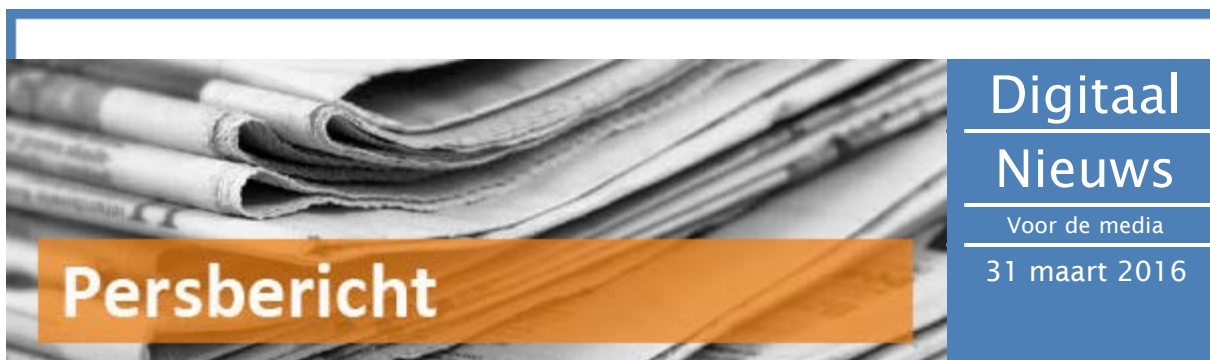 Persbericht
Digitaal
Nieuws
Voor de media
31 maart 2016